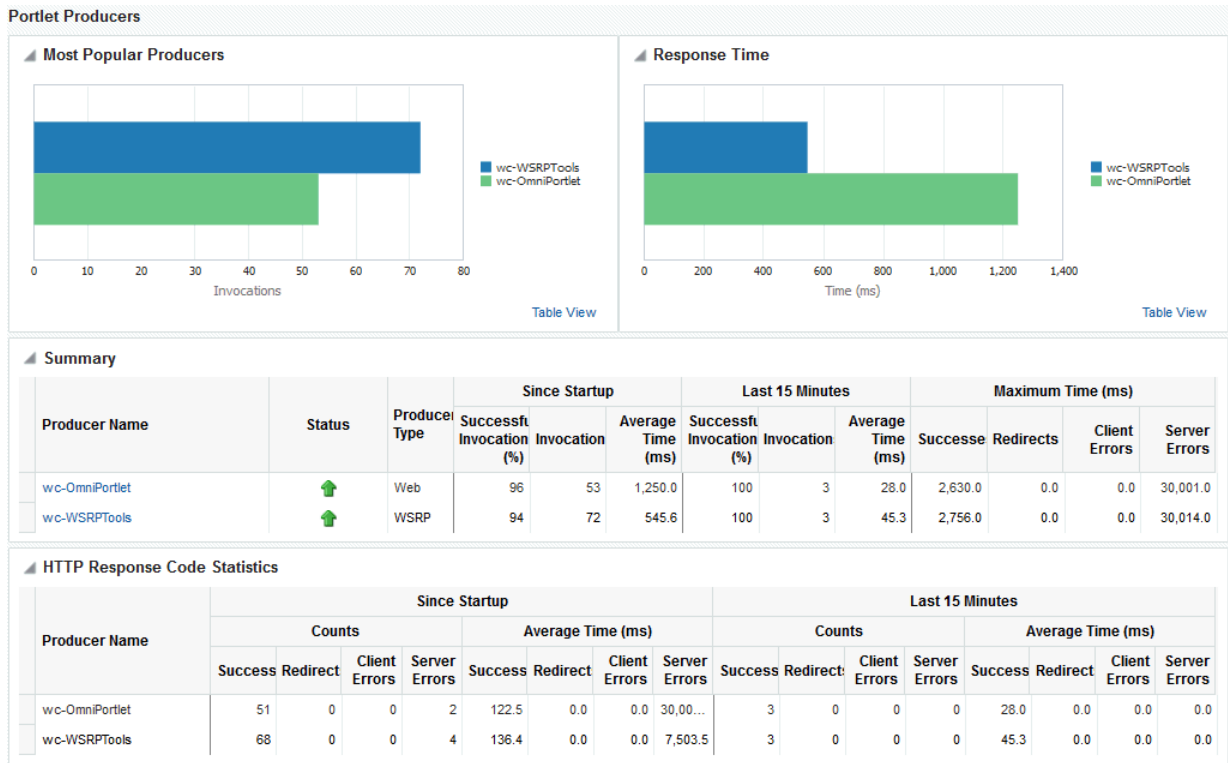 Portlet Producers
Most Popular Producers
wc-WSRPTools
wc-OmniPortlet
0 10 20 30 40 50 60 70 80
Invocations
Table View
Response Time
wc-WSRPTools
wc-OmniPortlet
0 200 400 600 800 1,000 1,200 1,400
Time (ms)
Table View
Summary
Since Startup Last 15 Minutes Maximum Time (ms)
Producer Name Status Producer Type Successfu Invocation (%) Invocation Average Time (ms) Successfu Invocation (%) Invocation Average Time (ms) Successe Redirects Client Errors Server Errors
wc-OmniPortlet Web 96 53 1,250.0 100 3 28.0 2,630.0 0.0 0.0 30,001.0
wc-WSRPTools WSRP 94 72 545.6 100 3 45.3 2,756.0 0.0 0.0 30,014.0
HTTP Response Code Statistics
Since Startup Last 15 Minutes
Producer Name Counts Average Time (ms) Counts Average Time (ms)
Success Redirect Client Errors Server Errors Success Redirect Client Errors Server Errors Success Redirects Client Errors Server Errors Success Redirect Client Errors Server Errors
wc-OmniPortlet 51 0 0 2 122.5 0.0 0.0 30,00... 3 0 0 0 28.0 0.0 0.0 0.0
wc-WSRPTools 68 0 0 4 136.4 0.0 0.0 7,503.5 3 0 0 0 45.3 0.0 0.0 0.0